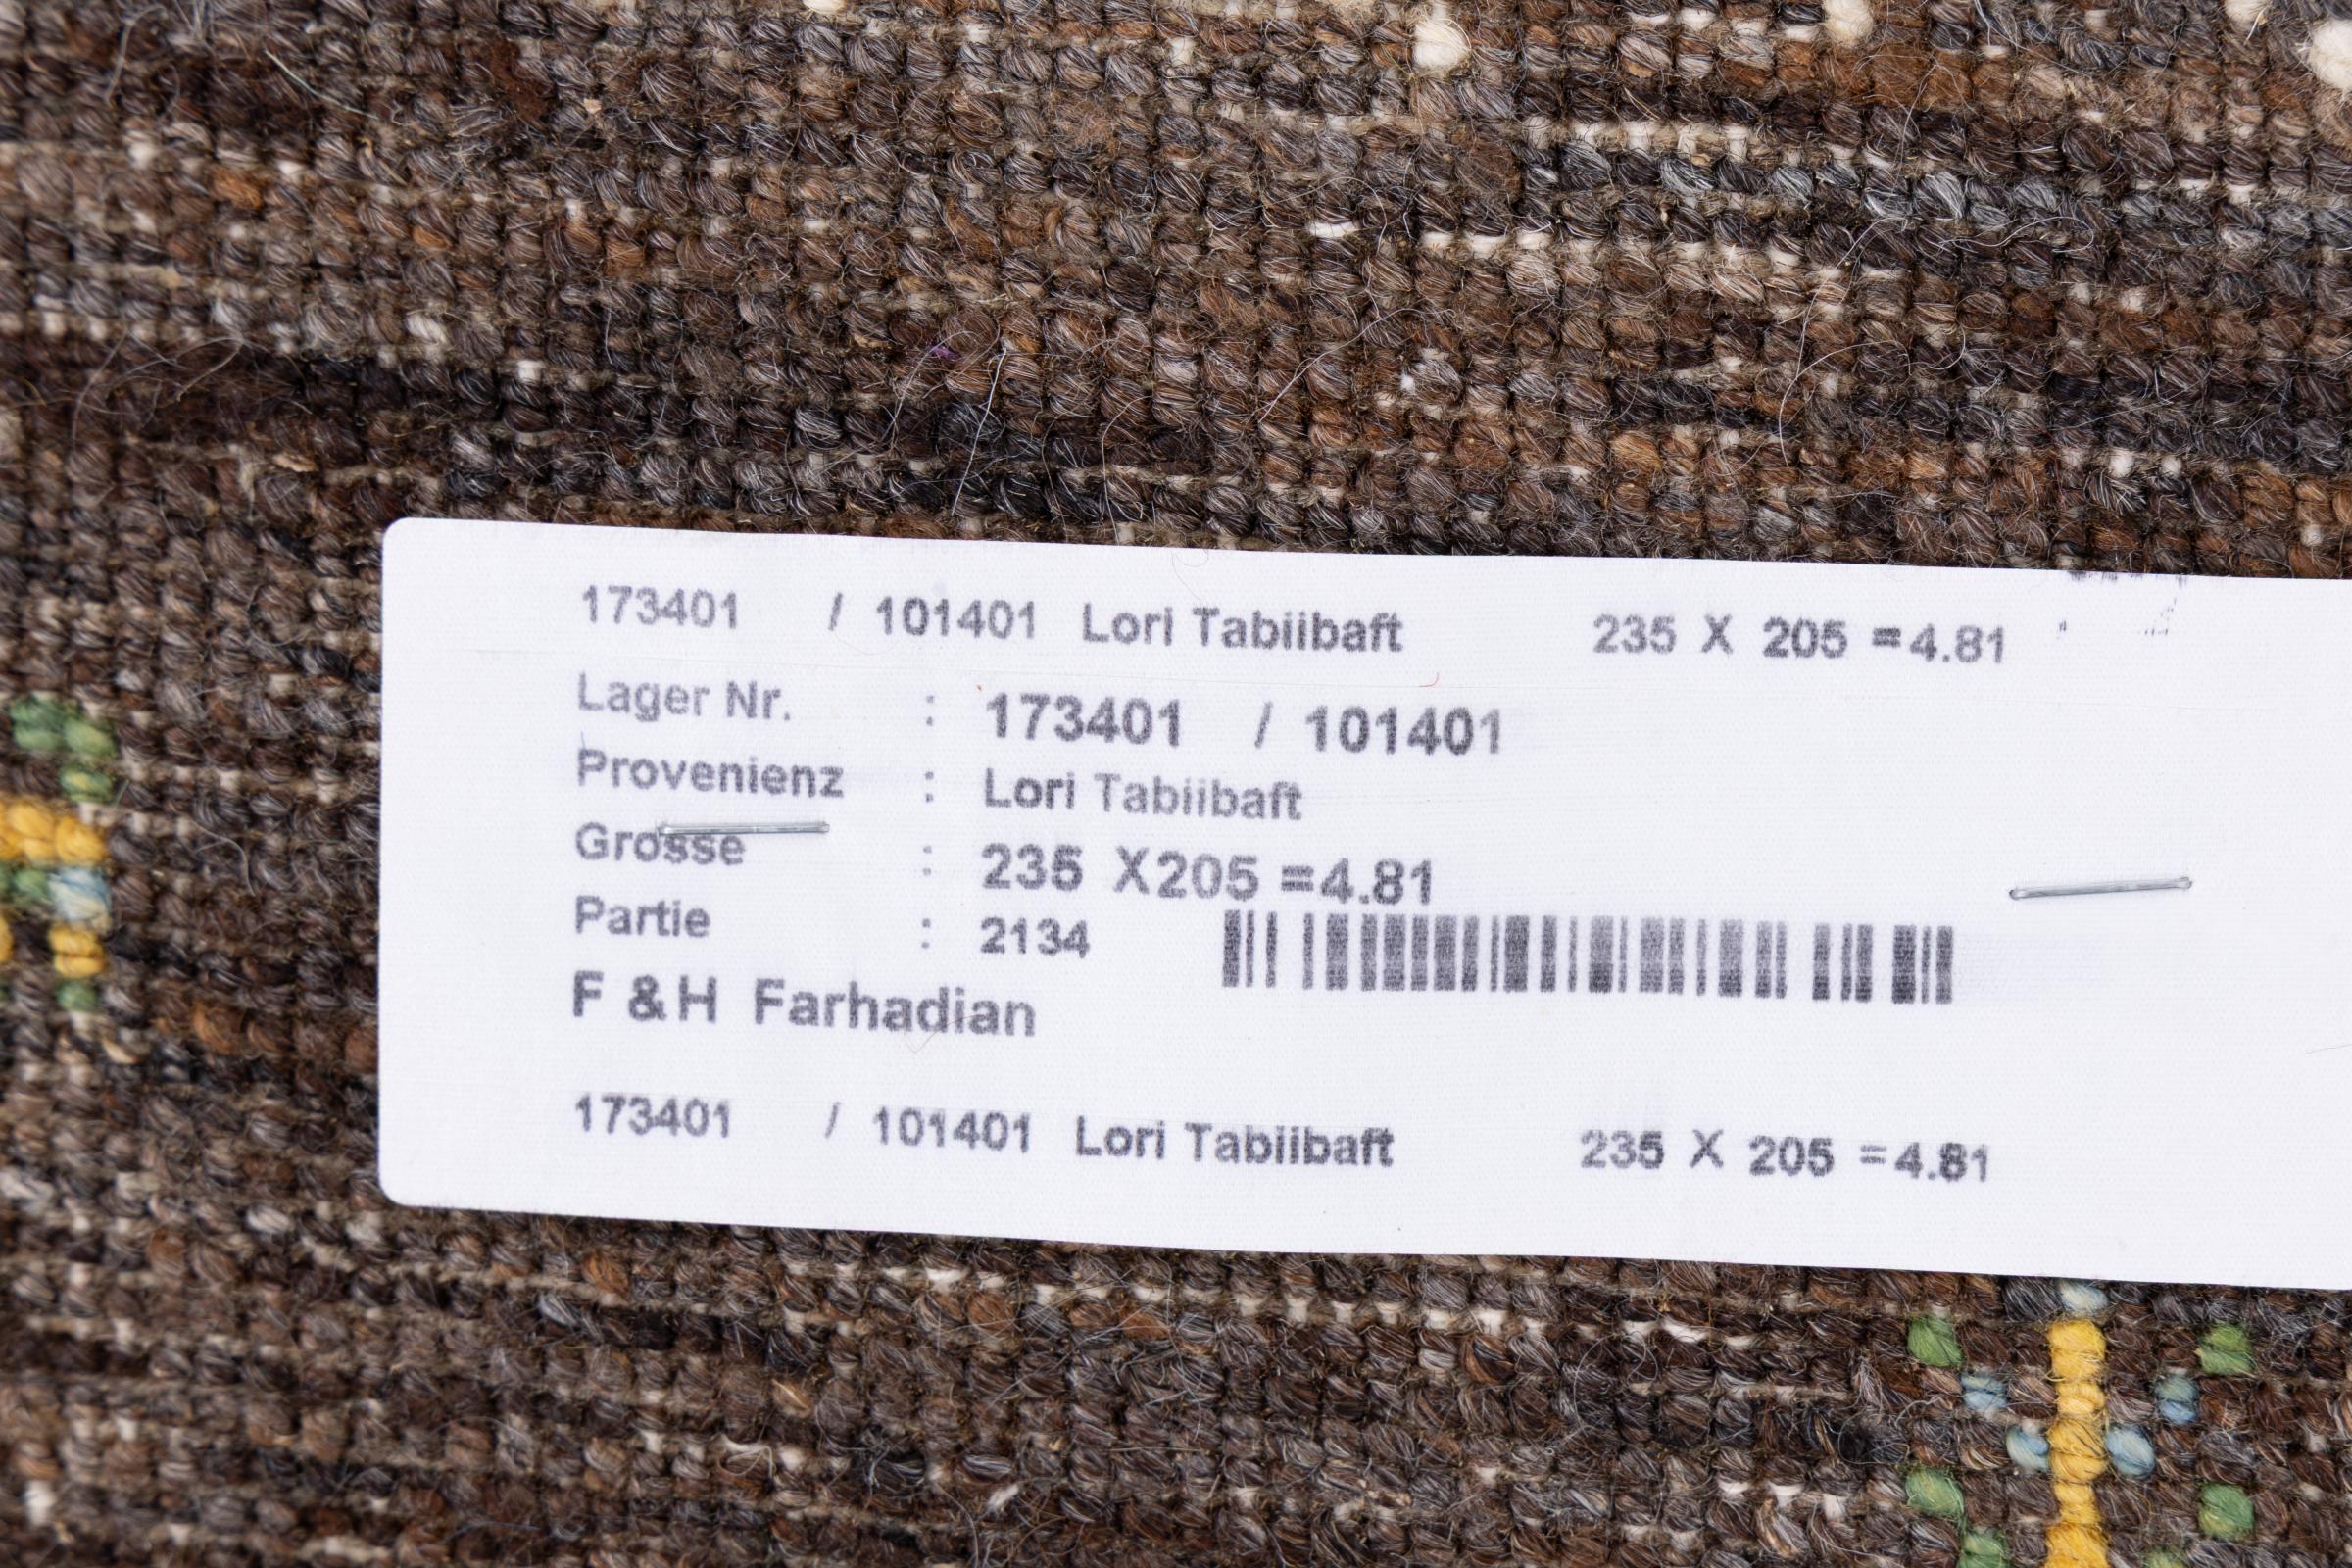 173401 / 101401 Lori Tabiibaft 235 X 205 =4.81
Lager Nr. : 173401 / 101401
Provenienz : Lori Tabiibaft
Grosse : 235 X205 =4.81
Partie : 2134
F & H Farhadian
173401 / 101401 Lori Tabiibaft 235 X 205 =4.81